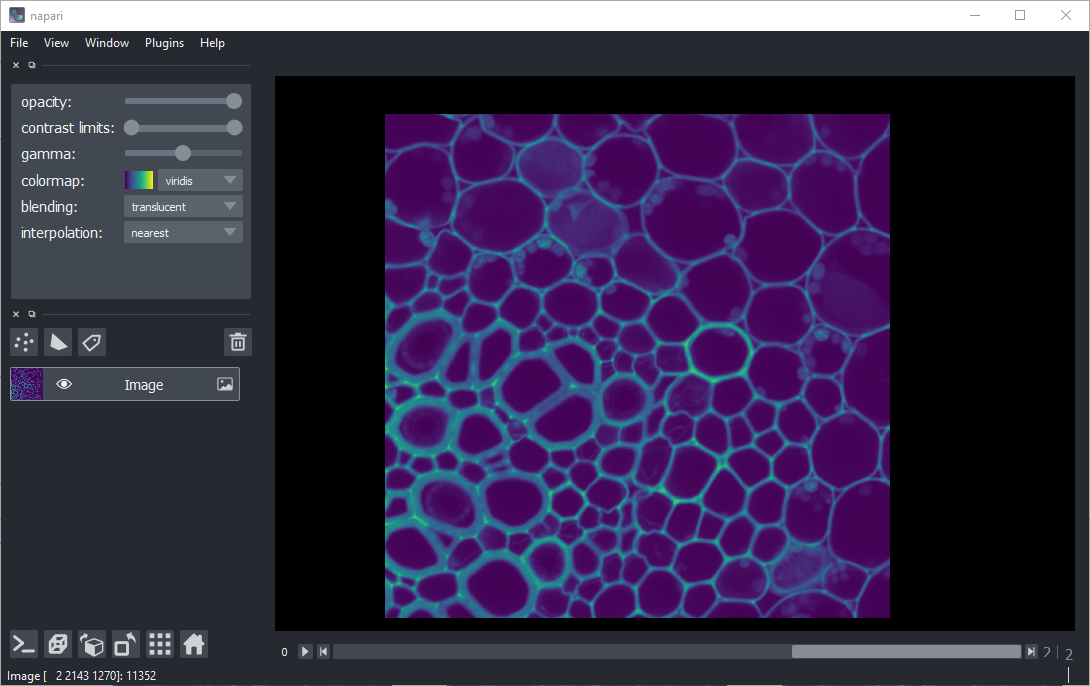 napari
File View Window Plugins Help
opacity:
contrast limits:
gamma:
colormap: viridis
blending: translucent
interpolation: nearest
Image
0 2 2
Image [ 2 2143 1270]: 11352